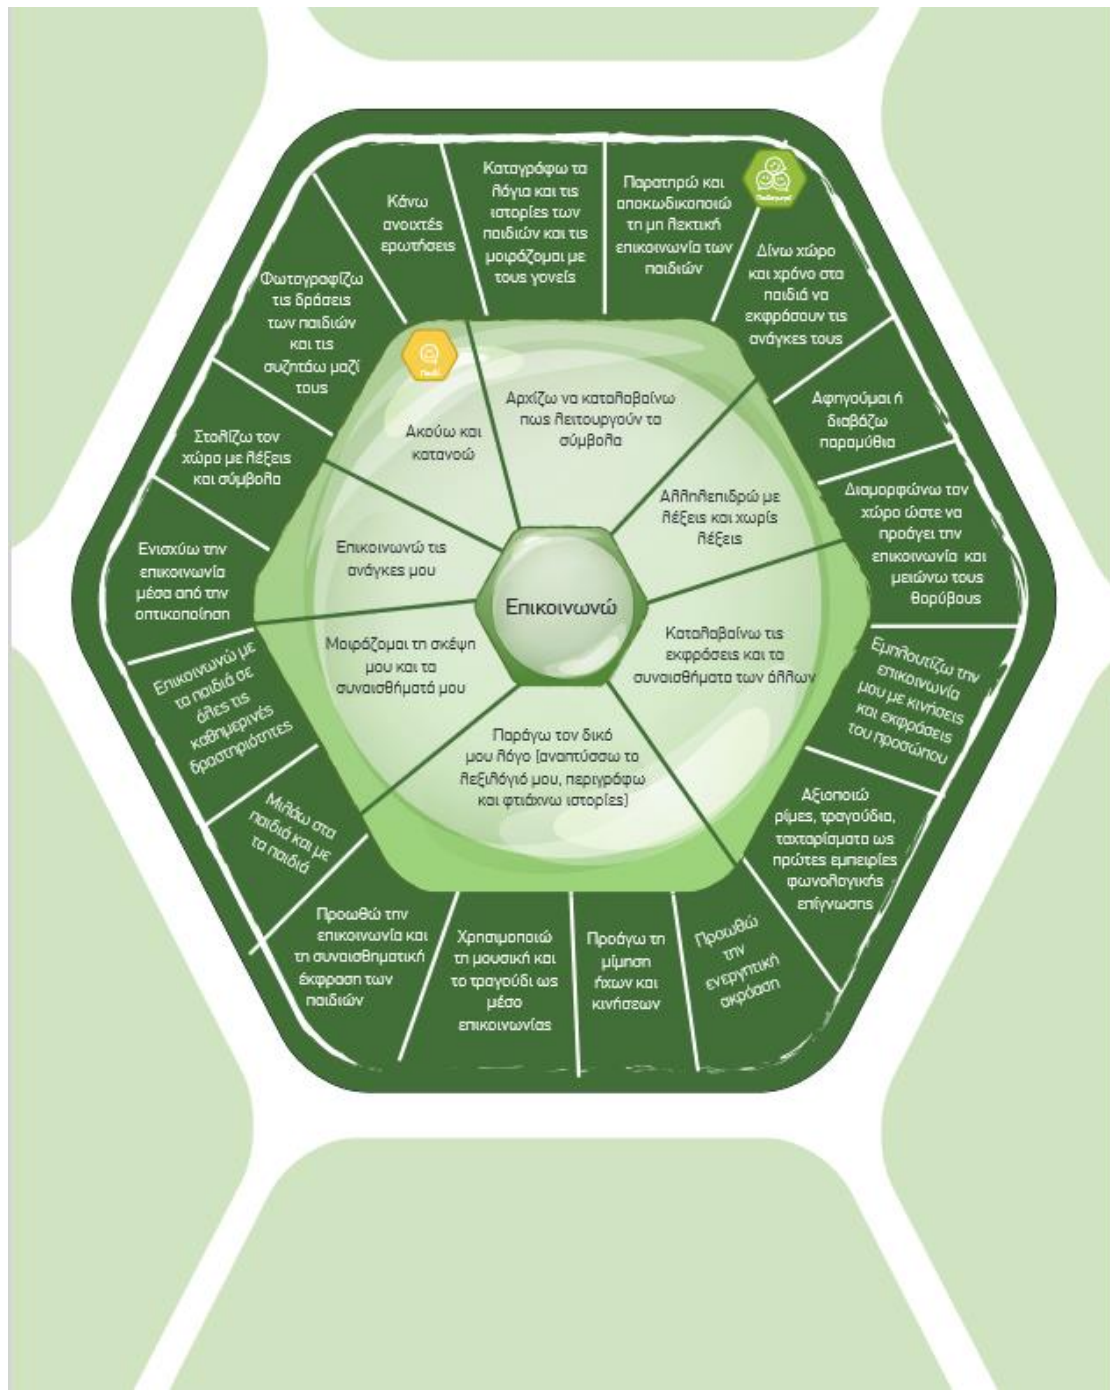 Κάνω
ανοιχτές
ερωτήσεις
Καταγράφω τα
λόγια και τις
ιστορίες των
παιδιών και τις
μοιράζομαι με
τους γονείς
Παρατηρώ και
αποκωδικοποιώ
τη μη λεκτική
επικοινωνία των
παιδιών
Δίνω χώρο
και χρόνο στα
παιδιά να
εκφράσουν τις
ανάγκες τους
Αφηγούμαι ή
διαβάζω
παραμύθια
Διαμορφώνω τον
χώρο ώστε να
προάγει την
επικοινωνία και
μειώνω τους
θορύβους
Εμπλουτίζω την
επικοινωνία
μου με κινήσεις
και εκφράσεις
του προσώπου
Αξιοποιώ
ρίμες, τραγούδια,
ταχταρίσματα ως
πρώτες εμπειρίες
φωνολογικής
επίγνωσης
Προωθώ
την
ενεργητική
ακρόαση
Προάγω τη
μίμηση
ήχων και
κινήσεων
Χρησιμοποιώ
τη μουσική και
το τραγούδι ως
μέσο
επικοινωνίας
Προωθώ την
επικοινωνία και
τη συναισθηματική
έκφραση των
παιδιών
Μιλάω στα
παιδιά και με
τα παιδιά
Επικοινωνώ με
τα παιδιά σε
όλες τις
καθημερινές
δραστηριότητες
Ενισχύω την
επικοινωνία
μέσα από την
οπτικοποίηση
Στολίζω τον
χώρο με λέξεις
και σύμβολα
Φωτογραφίζω
τις δράσεις
των παιδιών
και τις
συζητάω μαζί
τους
Παιδί
Ακούω και
κατανοώ
Αρχίζω να καταλαβαίνω
πως λειτουργούν τα
σύμβολα
Αλληλεπιδρώ με
λέξεις και χωρίς
λέξεις
Καταλαβαίνω τις
εκφράσεις και τα
συναισθήματα των άλλων
Παράγω τον δικό
μου λόγο [αναπτύσσω το
λεξιλόγιό μου, περιγράφω
και φτιάχνω ιστορίες]
Μοιράζομαι τη σκέψη
μου και τα
συναισθήματά μου
Επικοινωνώ τις
ανάγκες μου
Επικοινωνώ